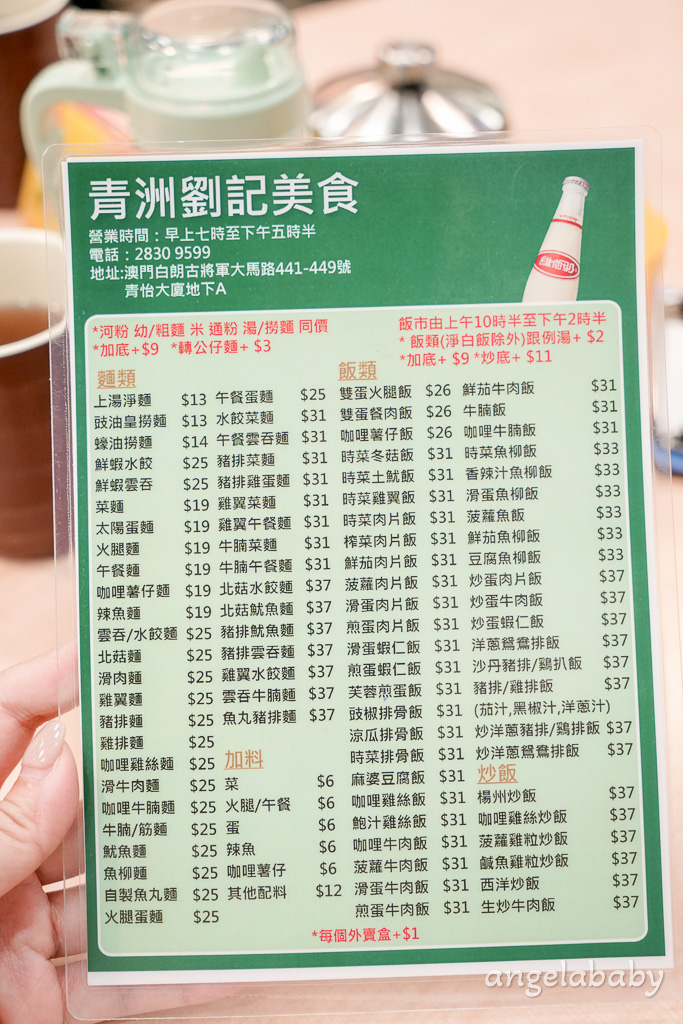 青洲劉記美食
營業時間：早上七時至下午五時半
電話：2830 9599
地址:澳門白朗古將軍大馬路441-449號
青怡大廈地下A
維他奶
*河粉 幼/粗麵 米 通粉 湯/撈麵 同價
*加底+$9 *轉公仔麵+ $3
飯市由上午10時半至下午2時半
* 飯類(淨白飯除外)跟例湯+ $2
*加底+ $9 *炒底+ $11
麵類
上湯淨麵 $13
豉油皇撈麵 $13
蠔油撈麵 $14
鮮蝦水餃 $25
鮮蝦雲吞 $25
菜麵 $19
太陽蛋麵 $19
火腿麵 $19
午餐麵 $19
咖哩薯仔麵 $19
辣魚麵 $19
雲吞/水餃麵 $25
北菇麵 $25
滑肉麵 $25
雞翼麵 $25
豬排麵 $25
雞排麵 $25
咖哩雞絲麵 $25
滑牛肉麵 $25
咖哩牛腩麵 $25
牛腩/筋麵 $25
魷魚麵 $25
魚柳麵 $25
自製魚丸麵 $25
火腿蛋麵 $25
午餐蛋麵 $25
水餃菜麵 $31
午餐雲吞麵 $31
豬排菜麵 $31
豬排雞蛋麵 $31
雞翼菜麵 $31
雞翼午餐麵 $31
牛腩菜麵 $31
牛腩午餐麵 $31
北菇水餃麵 $37
北菇魷魚麵 $37
豬排魷魚麵 $37
豬排雲吞麵 $37
雞翼水餃麵 $37
雲吞牛腩麵 $37
魚丸豬排麵 $37
加料
菜 $6
火腿/午餐 $6
蛋 $6
辣魚 $6
咖哩薯仔 $6
其他配料 $12
飯類
雙蛋火腿飯 $26
雙蛋餐肉飯 $26
咖哩薯仔飯 $26
時菜冬菇飯 $31
時菜土魷飯 $31
時菜雞翼飯 $31
時菜肉片飯 $31
榨菜肉片飯 $31
鮮茄肉片飯 $31
菠蘿肉片飯 $31
滑蛋肉片飯 $31
煎蛋肉片飯 $31
滑蛋蝦仁飯 $31
煎蛋蝦仁飯 $31
芙蓉煎蛋飯 $31
豉椒排骨飯 $31
涼瓜排骨飯 $31
時菜排骨飯 $31
麻婆豆腐飯 $31
咖哩雞絲飯 $31
鮑汁雞絲飯 $31
咖哩牛肉飯 $31
菠蘿牛肉飯 $31
滑蛋牛肉飯 $31
煎蛋牛肉飯 $31
鮮茄牛肉飯 $31
牛腩飯 $31
咖哩牛腩飯 $31
時菜魚柳飯 $33
香辣汁魚柳飯 $33
滑蛋魚柳飯 $33
菠蘿魚飯 $33
鮮茄魚柳飯 $33
豆腐魚柳飯 $33
炒蛋肉片飯 $37
炒蛋牛肉飯 $37
炒蛋蝦仁飯 $37
洋蔥鴛鴦排飯 $37
沙丹豬排/鷄扒飯 $37
豬排/雞排飯 $37
(茄汁,黑椒汁,洋蔥汁)
炒洋蔥豬排/鷄排飯 $37
炒洋蔥鴛鴦排飯 $37
炒飯
楊州炒飯 $37
咖哩雞絲炒飯 $37
菠蘿雞粒炒飯 $37
鹹魚雞粒炒飯 $37
西洋炒飯 $37
生炒牛肉飯 $37
*每個外賣盒+$1
angelababy